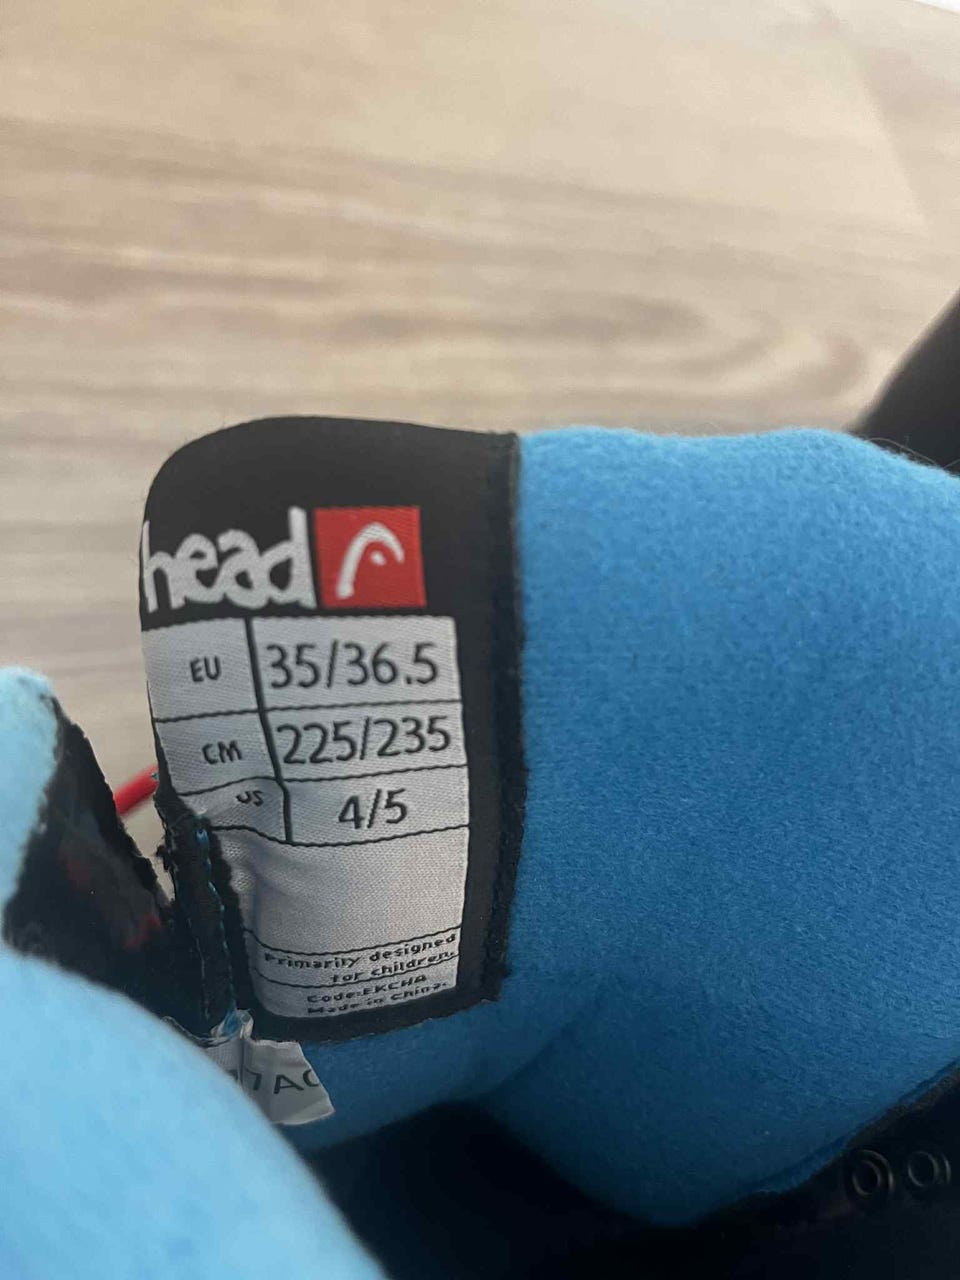 head
EU 35/36.5
CM 225/235
US 4/5
Primarily designed
for children.
Code:EKCHA
Made in China.
7AC